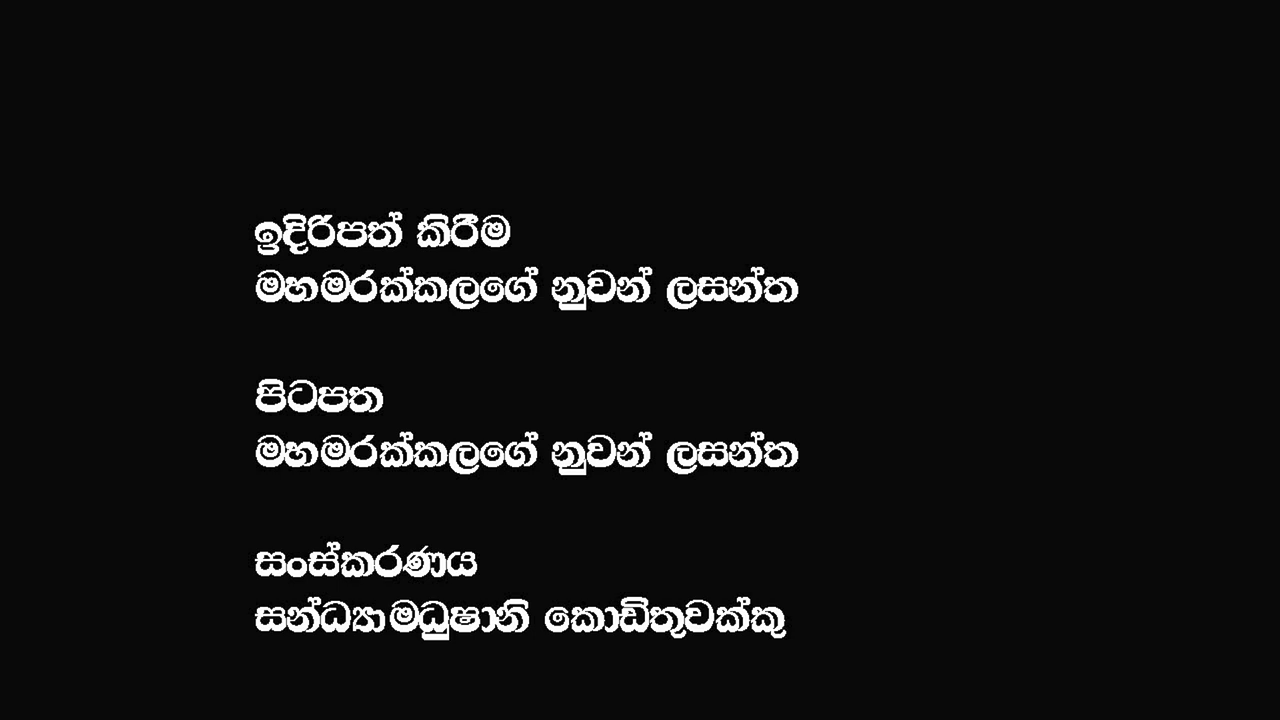 ඉදිරිපත් කිරීම
මහමරක්කලගේ නුවන් ලසන්ත
පිටපත
මහමරක්කලගේ නුවන් ලසන්ත
සංස්කරණය
සන්ධ්‍යාමධුෂානි කොඩිතුවක්කු